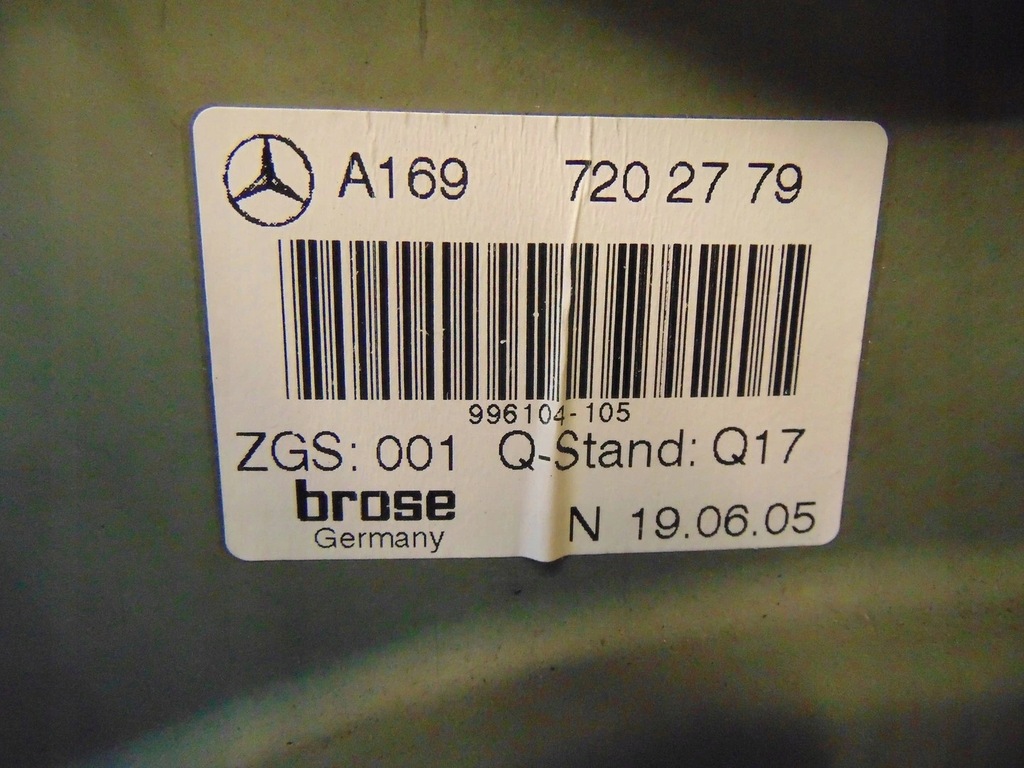 A169 720 27 79
996104-105
ZGS: 001 Q-Stand: Q17
brose
Germany
N 19.06.05